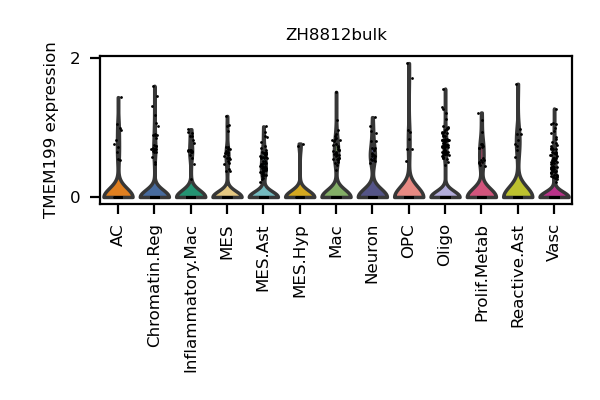 ZH8812bulk
TMEM199 expression
2
0
AC
Chromatin.Reg
Inflammatory.Mac
MES
MES.Ast
MES.Hyp
Mac
Neuron
OPC
Oligo
Prolif.Metab
Reactive.Ast
Vasc